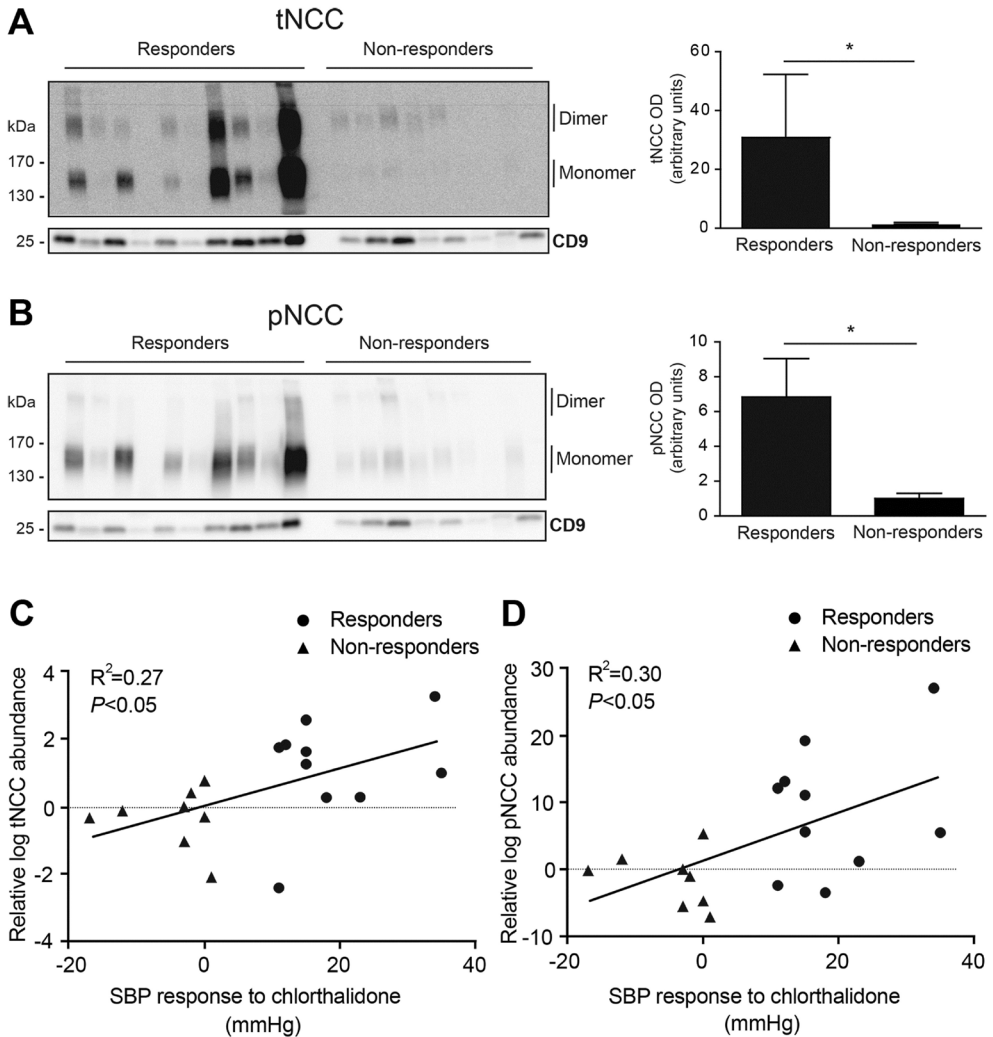 A
tNCC
Responders
Non-responders
kDa
170 -
130 -
Dimer
Monomer
25 -
CD9
tNCC OD
(arbitrary units)
60
40
20
0
*
Responders
Non-responders
B
pNCC
Responders
Non-responders
kDa
170 -
130 -
Dimer
Monomer
25 -
CD9
pNCC OD
(arbitrary units)
10
8
6
4
2
0
*
Responders
Non-responders
C
Responders
Non-responders
R²=0.27
P<0.05
Relative log tNCC abundance
4
2
0
-2
-4
-20
0
20
40
SBP response to chlorthalidone
(mmHg)
D
Responders
Non-responders
R²=0.30
P<0.05
Relative log pNCC abundance
30
20
10
0
-10
-20
0
20
40
SBP response to chlorthalidone
(mmHg)